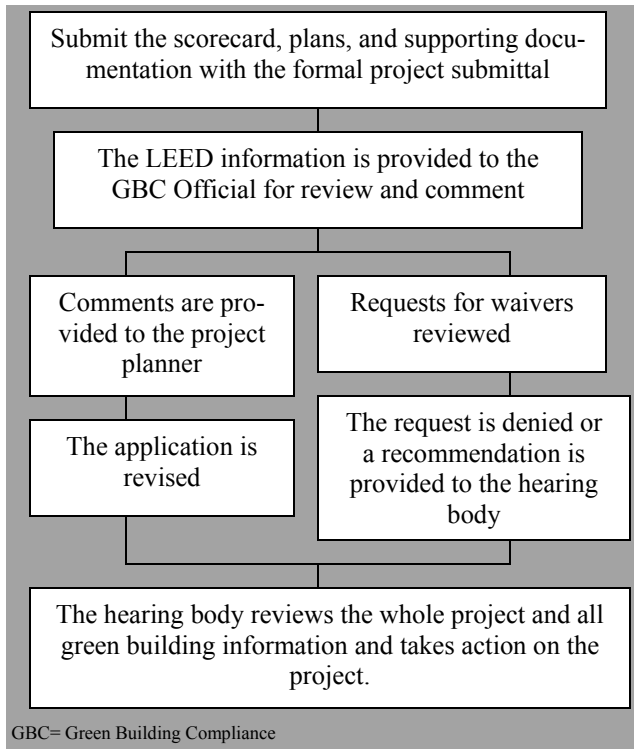 Submit the scorecard, plans, and supporting docu-
mentation with the formal project submittal
The LEED information is provided to the
GBC Official for review and comment
Comments are pro-
vided to the project
planner
Requests for waivers
reviewed
The application is
revised
The request is denied or
a recommendation is
provided to the hearing
body
The hearing body reviews the whole project and all
green building information and takes action on the
project.
GBC= Green Building Compliance